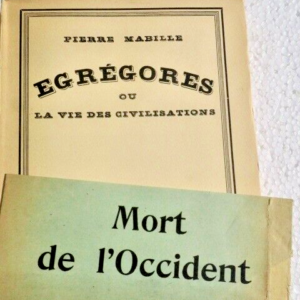 PIERRE MABILLE
EGRÉGORES
OU
LA VIE DES CIVILISATIONS
Mort
de l'Occident